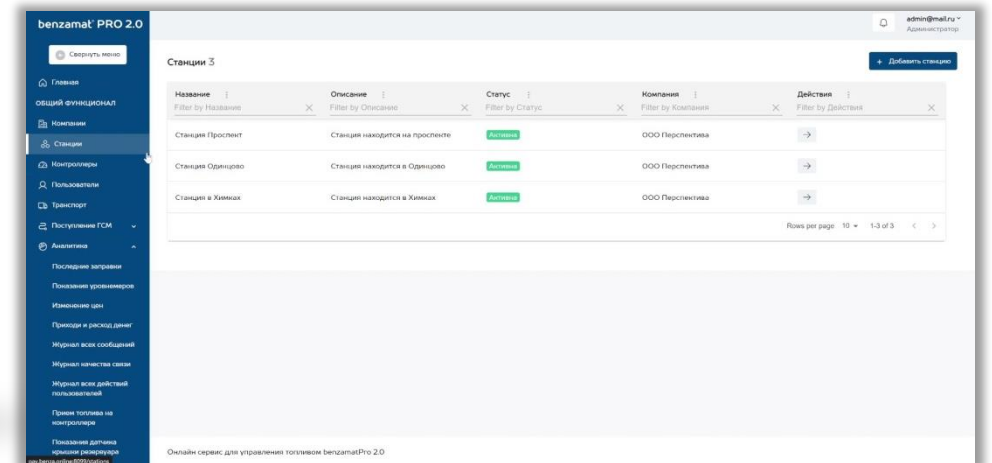 benzamat' PRO 2.0
admin@mail.ru
Администратор
Свернуть меню
Станции 3
+ Добавить станцию
Главная
ОБЩИЙ ФУНКЦИОНАЛ
Компании
Станции
Контроллеры
Пользователи
Транспорт
Поступление ГСМ
Аналитика
Последние заправки
Показания уровнемеров
Изменение цен
Приходи и расход денег
Журнал всех сообщений
Журнал качества связи
Журнал всех действий
пользователей
Прием топлива на
контроллере
Показания датчика
крышки резервуара
Название Описание Статус Компания Действия
Filter by Название Filter by Описание Filter by Статус Filter by Компания Filter by Действия
Станция Проспект Станция находится на проспекте Активна ООО Перспектива
Станция Одинцово Станция находится в Одинцово Активна ООО Перспектива
Станция в Химках Станция находится в Химках Активна ООО Перспектива
Rows per page 10 1-3 of 3
Онлайн сервис для управления топливом benzamatPro 2.0